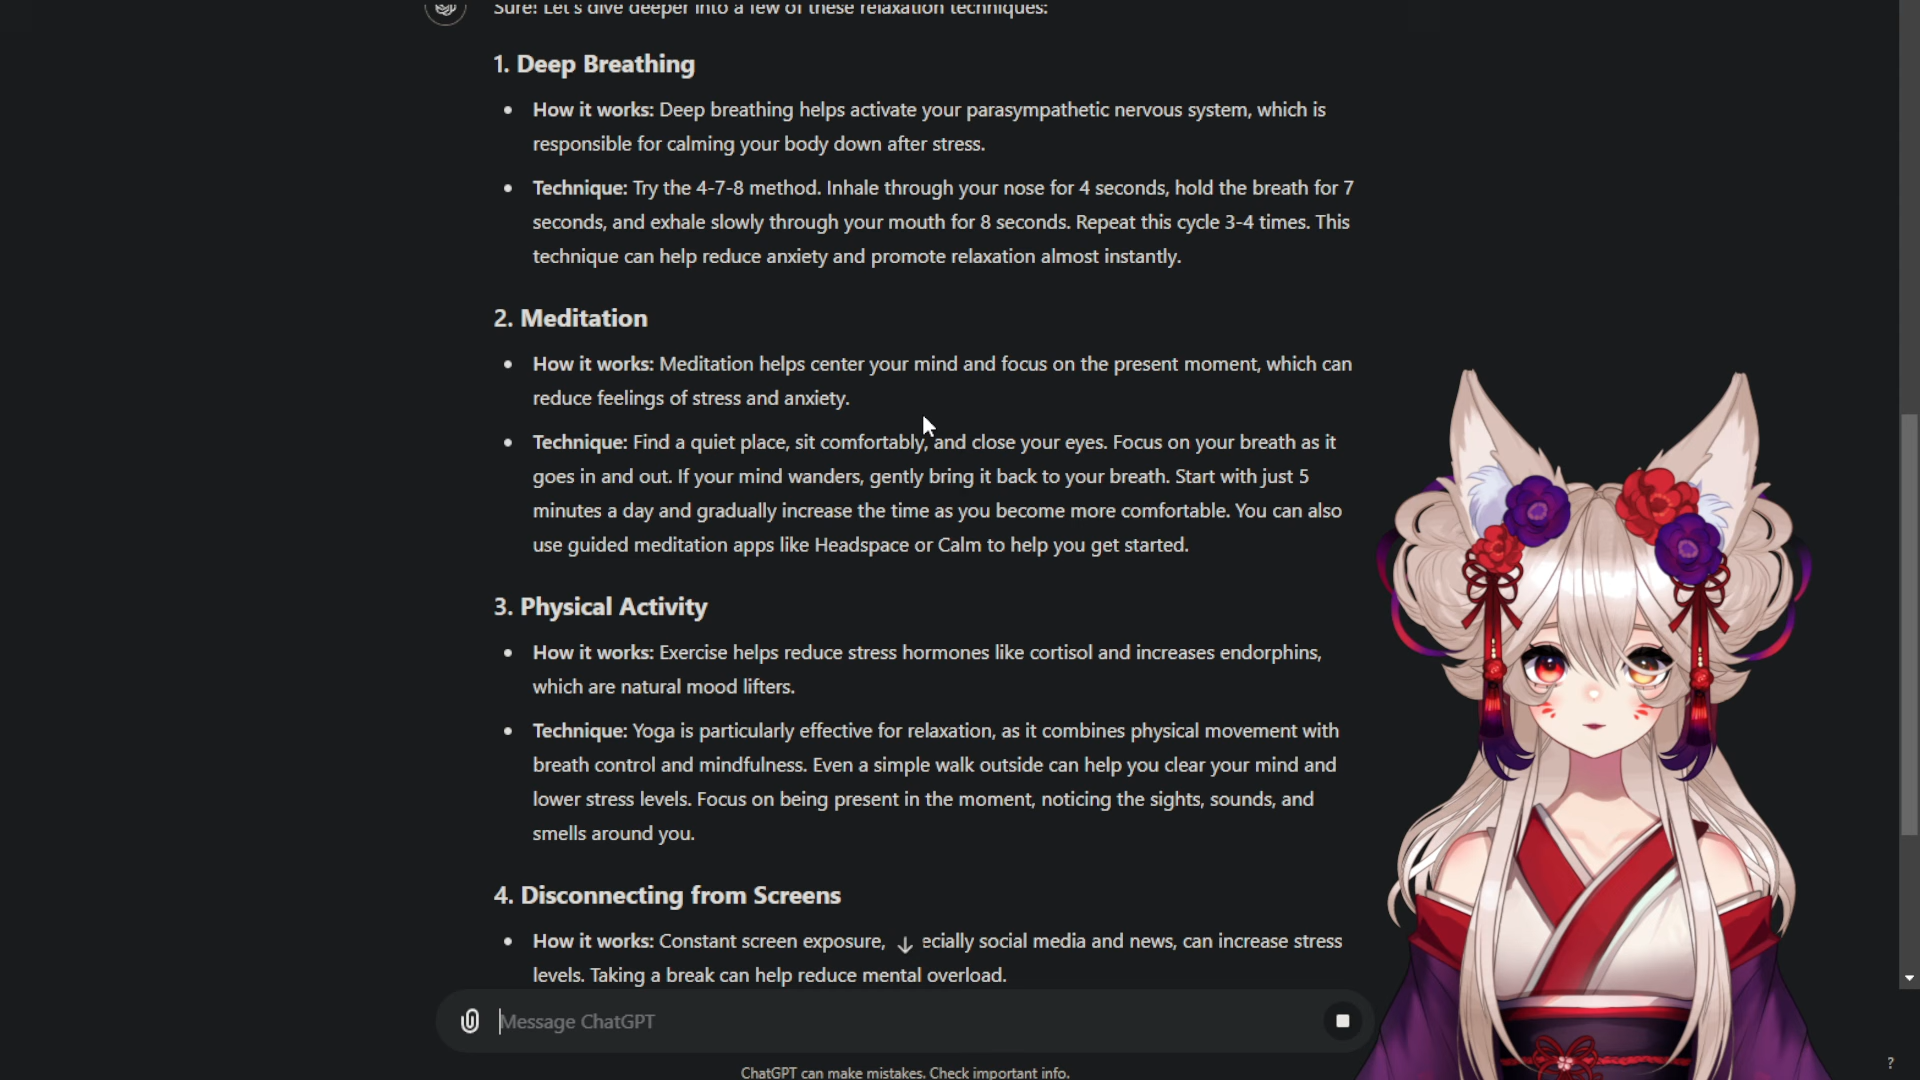 Sure! Let's dive deeper into a few of these relaxation techniques:
1. Deep Breathing
• How it works: Deep breathing helps activate your parasympathetic nervous system, which is
responsible for calming your body down after stress.
• Technique: Try the 4-7-8 method. Inhale through your nose for 4 seconds, hold the breath for 7
seconds, and exhale slowly through your mouth for 8 seconds. Repeat this cycle 3-4 times. This
technique can help reduce anxiety and promote relaxation almost instantly.
2. Meditation
• How it works: Meditation helps center your mind and focus on the present moment, which can
reduce feelings of stress and anxiety.
• Technique: Find a quiet place, sit comfortably, and close your eyes. Focus on your breath as it
goes in and out. If your mind wanders, gently bring it back to your breath. Start with just 5
minutes a day and gradually increase the time as you become more comfortable. You can also
use guided meditation apps like Headspace or Calm to help you get started.
3. Physical Activity
• How it works: Exercise helps reduce stress hormones like cortisol and increases endorphins,
which are natural mood lifters.
• Technique: Yoga is particularly effective for relaxation, as it combines physical movement with
breath control and mindfulness. Even a simple walk outside can help you clear your mind and
lower stress levels. Focus on being present in the moment, noticing the sights, sounds, and
smells around you.
4. Disconnecting from Screens
• How it works: Constant screen exposure, ecially social media and news, can increase stress
levels. Taking a break can help reduce mental overload.
Message ChatGPT
ChatGPT can make mistakes. Check important info.
?